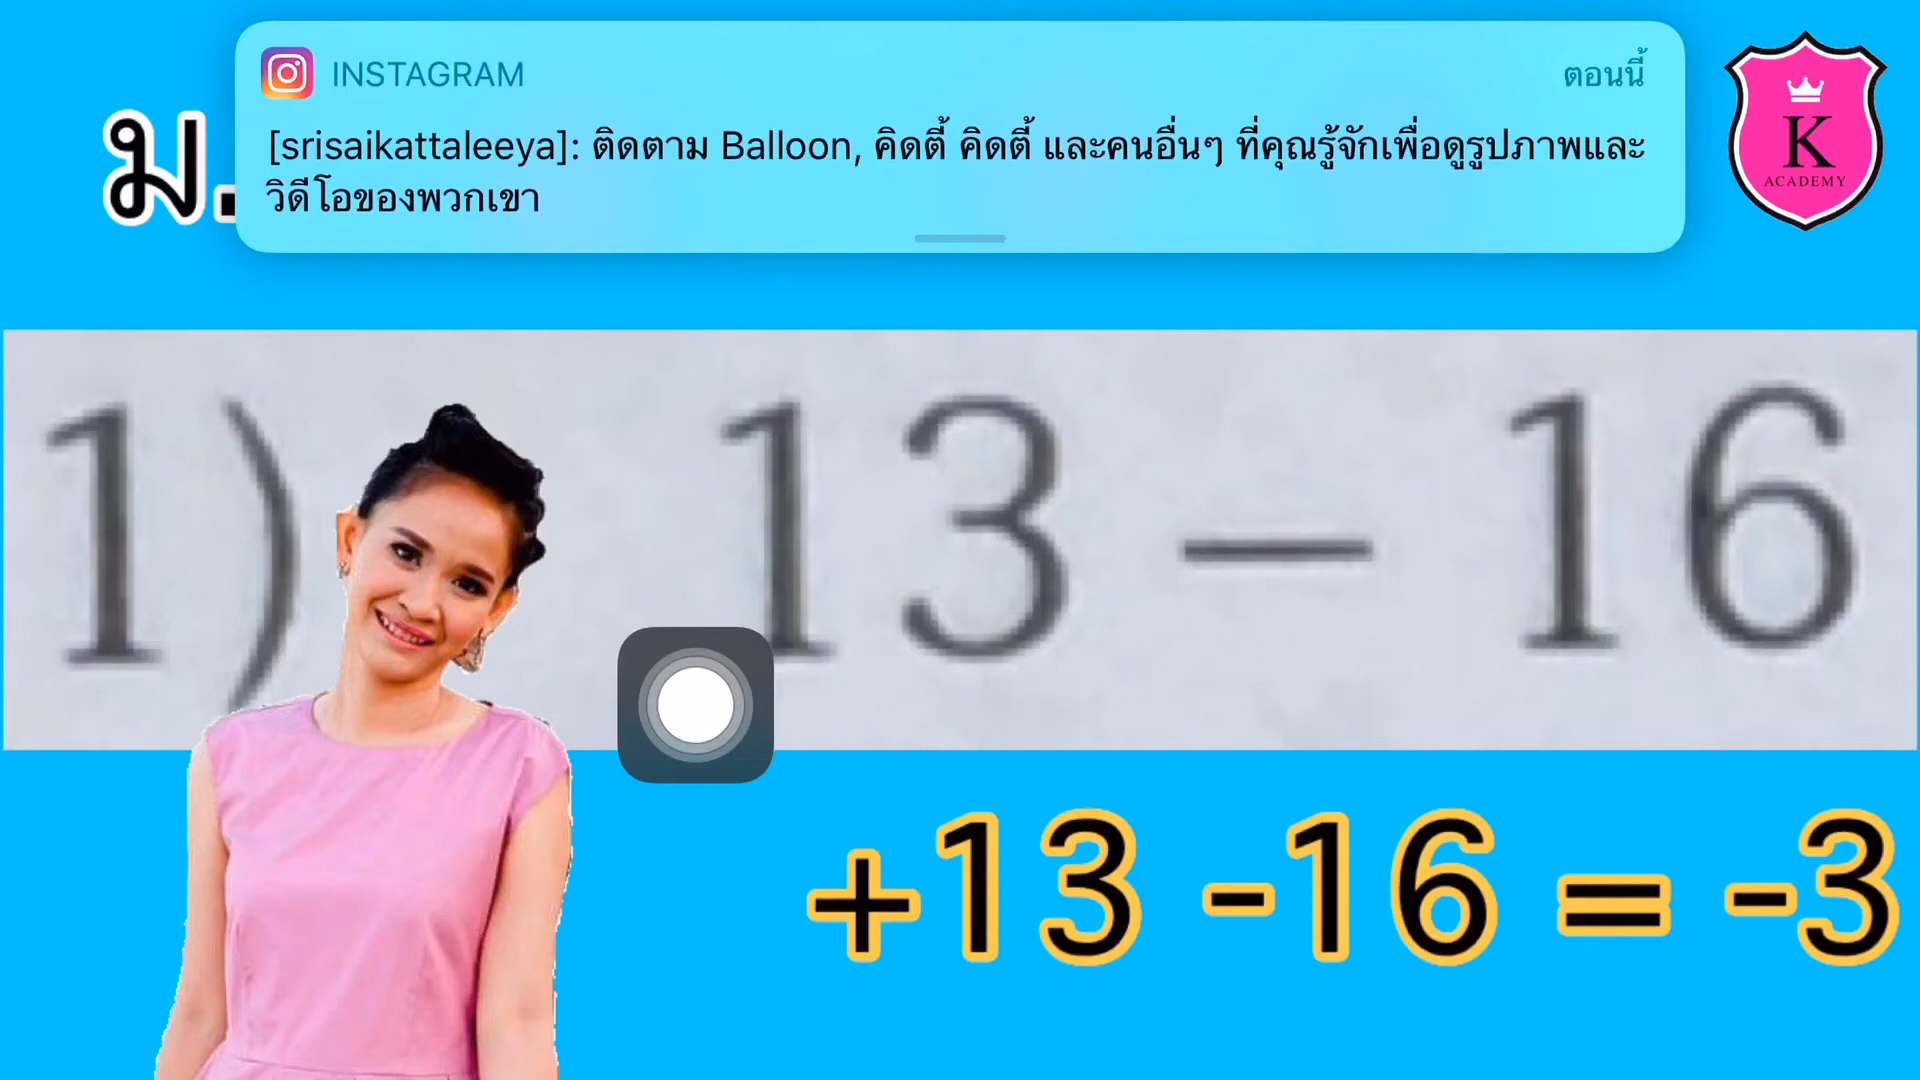 INSTAGRAM
ตอนนี้
[srisaikattaleeya]: ติดตาม Balloon, คิดตี้ คิดตี้ และคนอื่นๆ ที่คุณรู้จักเพื่อดูรูปภาพและ
วิดีโอของพวกเขา
ม.
K
ACADEMY
1) 13 – 16
+13 -16 = -3